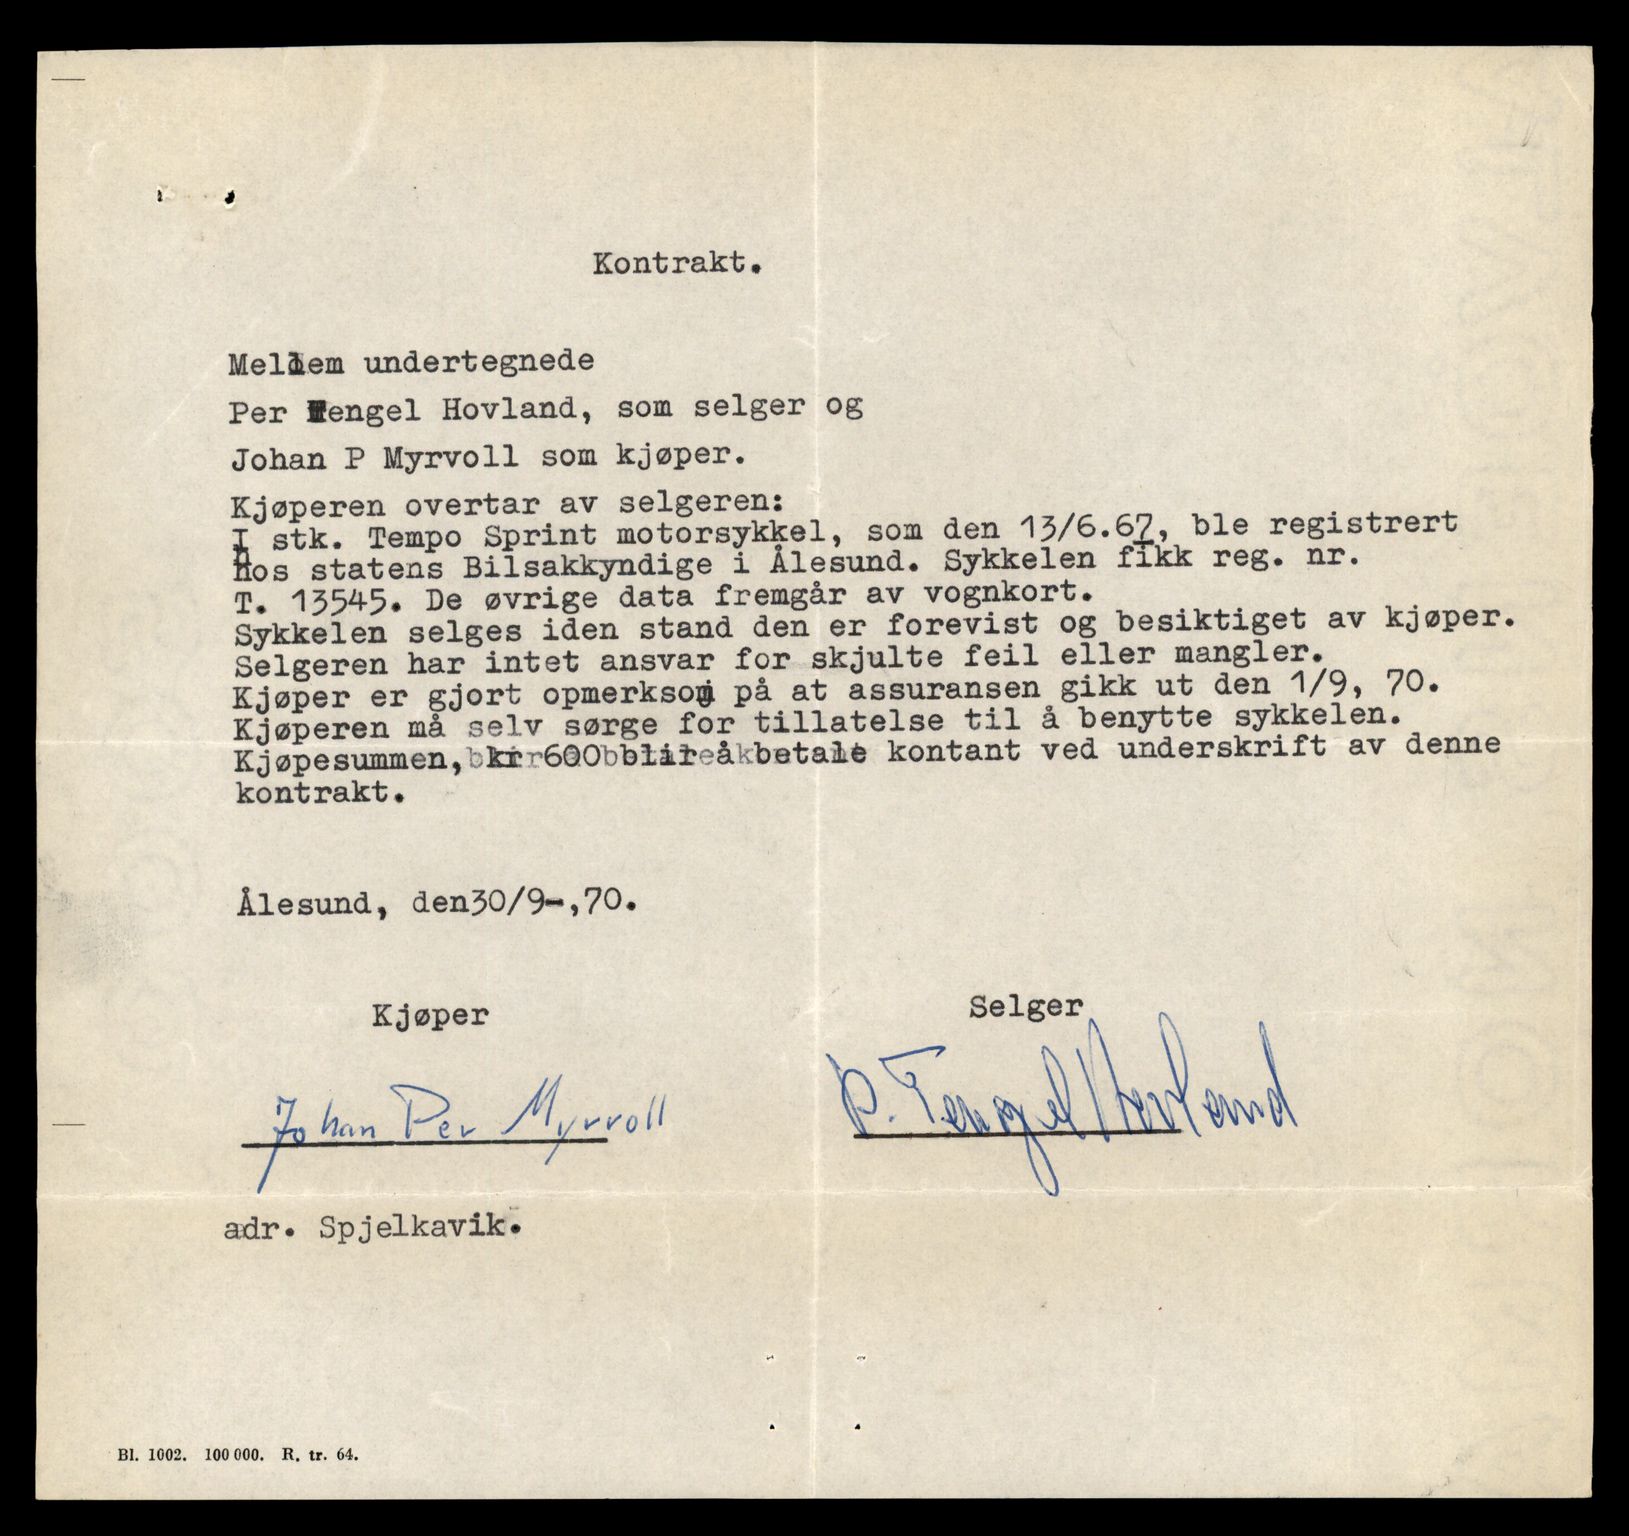 Kontrakt.
Mellem undertegnede
Per Tengel Hovland, som selger og
Johan P Myrvoll som kjøper.
Kjøperen overtar av selgeren:
I stk. Tempo Sprint motorsykkel, som den 13/6.67, ble registrert
hos statens Bilsakkyndige i Ålesund. Sykkelen fikk reg. nr.
T. 13545. De øvrige data fremgår av vognkort.
Sykkelen selges iden stand den er forevist og besiktiget av kjøper.
Selgeren har intet ansvar for skjulte feil eller mangler.
Kjøper er gjort opmerksom på at assuransen gikk ut den 1/9, 70.
Kjøperen må selv sørge for tillatelse til å benytte sykkelen.
Kjøpesummen, kr 600 blir å betale kontant ved underskrift av denne
kontrakt.
Ålesund, den30/9-,70.
Kjøper Selger
Johan Per Myrvoll P. Tengel Hovland
adr. Spjelkavik.
Bl. 1002. 100 000. R. tr. 64.